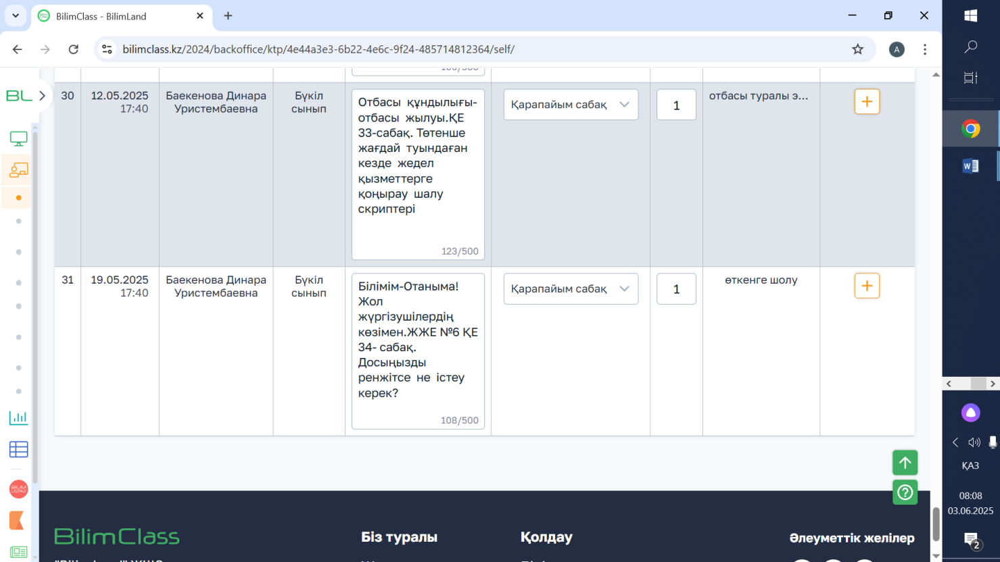 BilimClass - BilimLand
bilimclass.kz/2024/backoffice/ktp/4e44a3e3-6b22-4e6c-9f24-485714812364/self/
A
BL
30
12.05.2025
17:40
Баекенова Динара
Уристембаевна
Бүкіл
сынып
Отбасы құндылығы-
отбасы жылуы.ҚЕ
33-сабақ. Төтенше
жағдай туындаған
кезде жедел
қызметтерге
қоңырау шалу
скриптері
123/500
Қарапайым сабақ
1
отбасы туралы э...
31
19.05.2025
17:40
Баекенова Динара
Уристембаевна
Бүкіл
сынып
Білімім-Отаныма!
Жол
жүргізушілердің
көзімен.ЖЖЕ №6 ҚЕ
34- сабақ.
Досыңызды
ренжітсе не істеу
керек?
108/500
Қарапайым сабақ
1
өткенге шолу
BILIM
USTAZ
BilimClass
Біз туралы
Қолдау
Әлеуметтік желілер
W
ҚАЗ
08:08
03.06.2025
2